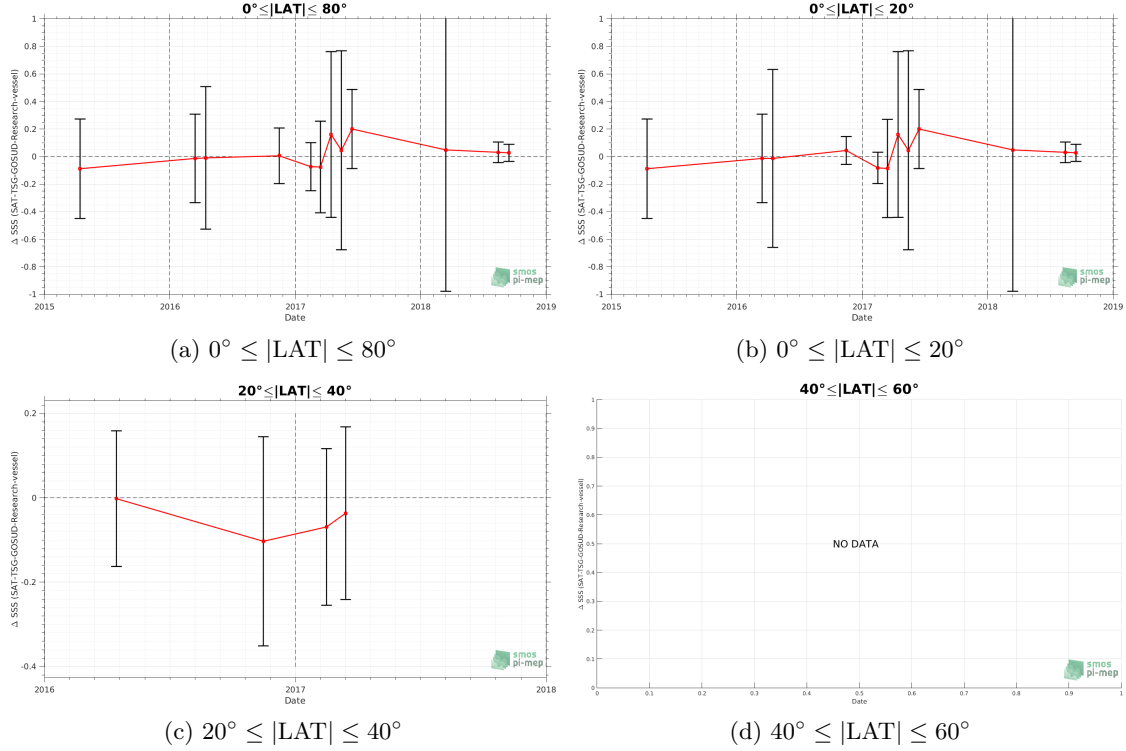 0°≤|LAT|≤ 80°
Δ SSS (SAT-TSG-GOSUD-Research-vessel)
1
0.8
0.6
0.4
0.2
0
-0.2
-0.4
-0.6
-0.8
-1
2015 2016 2017 2018 2019
Date
smos
pi-mep
(a) 0° ≤ |LAT| ≤ 80°
0°≤|LAT|≤ 20°
Δ SSS (SAT-TSG-GOSUD-Research-vessel)
1
0.8
0.6
0.4
0.2
0
-0.2
-0.4
-0.6
-0.8
-1
2015 2016 2017 2018 2019
Date
smos
pi-mep
(b) 0° ≤ |LAT| ≤ 20°
20°≤|LAT|≤ 40°
Δ SSS (SAT-TSG-GOSUD-Research-vessel)
0.2
0
-0.2
-0.4
2016 2017 2018
Date
smos
pi-mep
(c) 20° ≤ |LAT| ≤ 40°
40°≤|LAT|≤ 60°
Δ SSS (SAT-TSG-GOSUD-Research-vessel)
1
0.9
0.8
0.7
0.6
0.5
0.4
0.3
0.2
0.1
0
NO DATA
0 0.1 0.2 0.3 0.4 0.5 0.6 0.7 0.8 0.9 1
Date
smos
pi-mep
(d) 40° ≤ |LAT| ≤ 60°